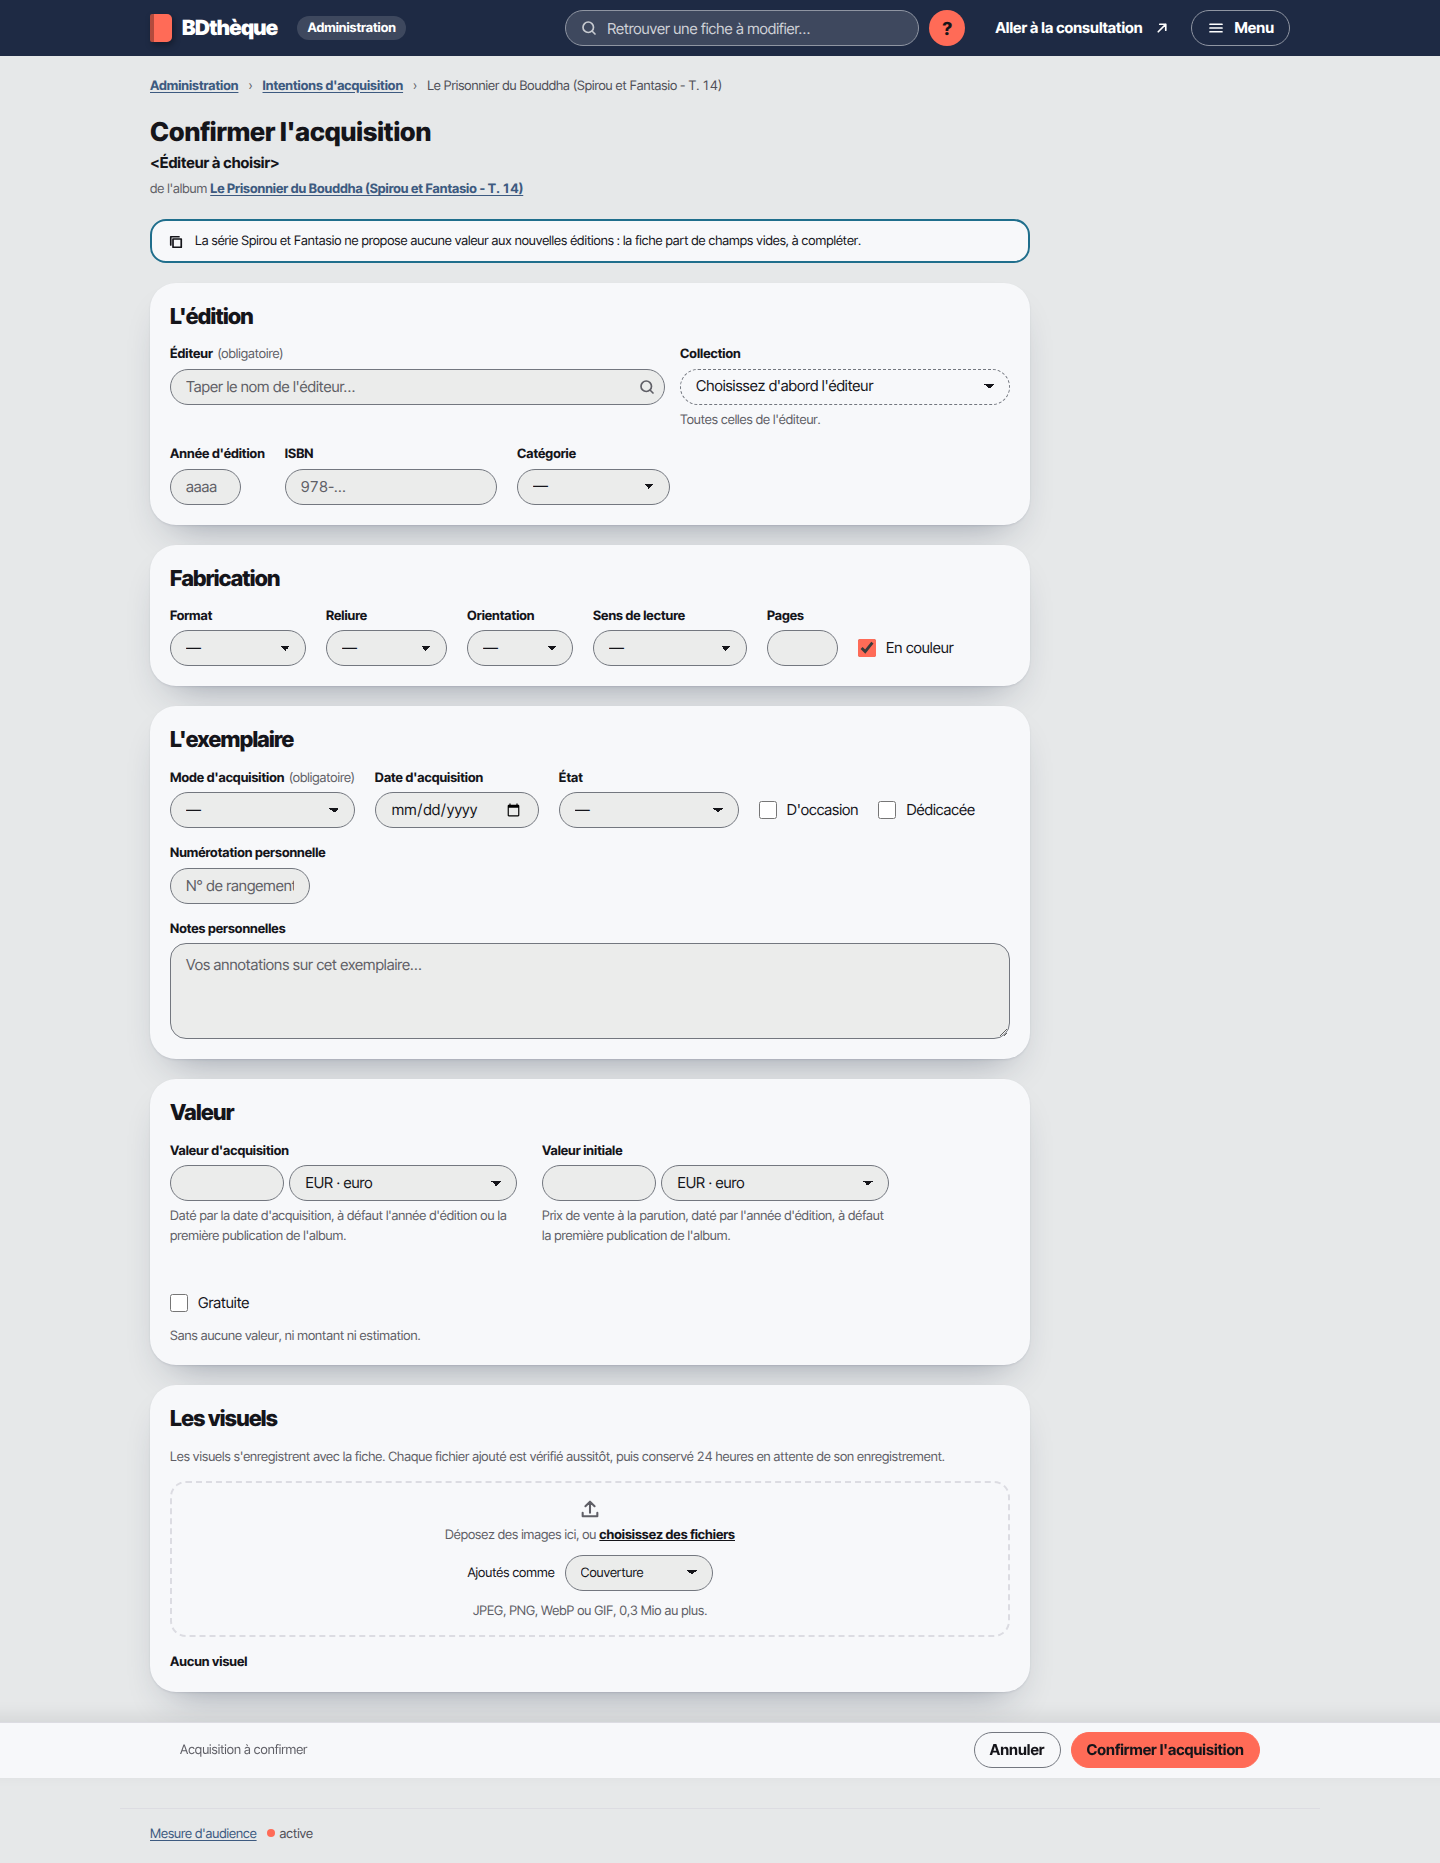 BDthèque Administration Retrouver une fiche à modifier... ? Aller à la consultation Menu
Administration › Intentions d'acquisition › Le Prisonnier du Bouddha (Spirou et Fantasio - T. 14)
Confirmer l'acquisition
<Éditeur à choisir>
de l'album Le Prisonnier du Bouddha (Spirou et Fantasio - T. 14)
La série Spirou et Fantasio ne propose aucune valeur aux nouvelles éditions : la fiche part de champs vides, à compléter.
L'édition
Éditeur (obligatoire) Collection
Taper le nom de l'éditeur... Choisissez d'abord l'éditeur
Toutes celles de l'éditeur.
Année d'édition ISBN Catégorie
aaaa 978-... —
Fabrication
Format Reliure Orientation Sens de lecture Pages
— — — — En couleur
L'exemplaire
Mode d'acquisition (obligatoire) Date d'acquisition État
— mm/dd/yyyy — D'occasion Dédicacée
Numérotation personnelle
N° de rangement
Notes personnelles
Vos annotations sur cet exemplaire...
Valeur
Valeur d'acquisition Valeur initiale
EUR · euro EUR · euro
Daté par la date d'acquisition, à défaut l'année d'édition ou la Prix de vente à la parution, daté par l'année d'édition, à défaut
première publication de l'album. la première publication de l'album.
Gratuite
Sans aucune valeur, ni montant ni estimation.
Les visuels
Les visuels s'enregistrent avec la fiche. Chaque fichier ajouté est vérifié aussitôt, puis conservé 24 heures en attente de son enregistrement.
Déposez des images ici, ou choisissez des fichiers
Ajoutés comme Couverture
JPEG, PNG, WebP ou GIF, 0,3 Mio au plus.
Aucun visuel
Acquisition à confirmer Annuler Confirmer l'acquisition
Mesure d'audience active